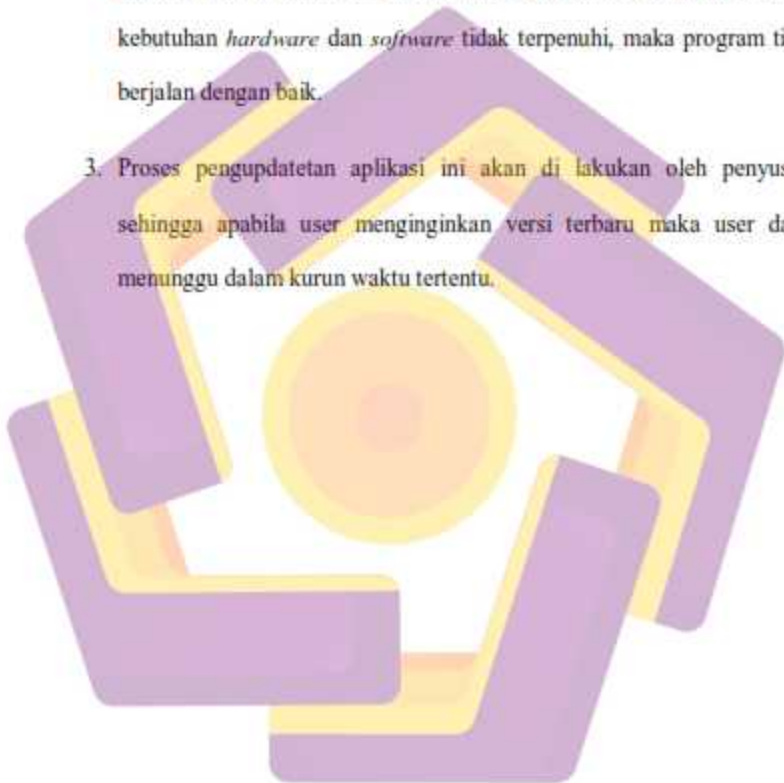 kebutuhan hardware dan software tidak terpenuhi, maka program
berjalan dengan baik.
3. Proses pengupdatetan aplikasi ini akan di lakukan oleh
sehingga apabila user menginginkan versi terbaru maka user
menunggu dalam kurun waktu tertentu.